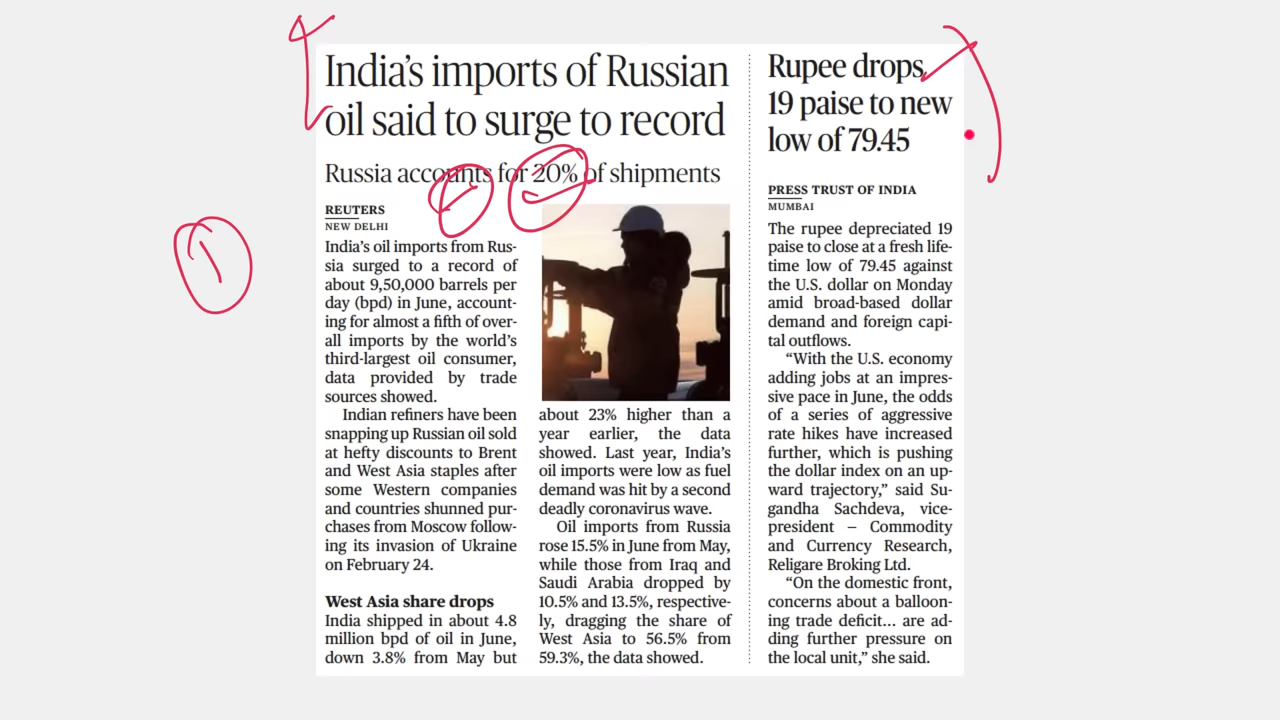 India's imports of Russian
oil said to surge to record
Russia accounts for 20% of shipments
REUTERS
NEW DELHI
India's oil imports from Rus-
sia surged to a record of
about 9,50,000 barrels per
day (bpd) in June, account-
ing for almost a fifth of over-
all imports by the world's
third-largest oil consumer,
data provided by trade
sources showed.
Indian refiners have been
snapping up Russian oil sold
at hefty discounts to Brent
and West Asia staples after
some Western companies
and countries shunned pur-
chases from Moscow follow-
ing its invasion of Ukraine
on February 24.
West Asia share drops
India shipped in about 4.8
million bpd of oil in June,
down 3.8% from May but
about 23% higher than a
year earlier, the data
showed. Last year, India's
oil imports were low as fuel
demand was hit by a second
deadly coronavirus wave.
Oil imports from Russia
rose 15.5% in June from May,
while those from Iraq and
Saudi Arabia dropped by
10.5% and 13.5%, respective-
ly, dragging the share of
West Asia to 56.5% from
59.3%, the data showed.
Rupee drops
19 paise to new
low of 79.45
PRESS TRUST OF INDIA
MUMBAI
The rupee depreciated 19
paise to close at a fresh life-
time low of 79.45 against
the U.S. dollar on Monday
amid broad-based dollar
demand and foreign capi-
tal outflows.
"With the U.S. economy
adding jobs at an impres-
sive pace in June, the odds
of a series of aggressive
rate hikes have increased
further, which is pushing
the dollar index on an up-
ward trajectory," said Su-
gandha Sachdeva, vice-
president – Commodity
and Currency Research,
Religare Broking Ltd.
"On the domestic front,
concerns about a balloon-
ing trade deficit... are ad-
ding further pressure on
the local unit," she said.
1